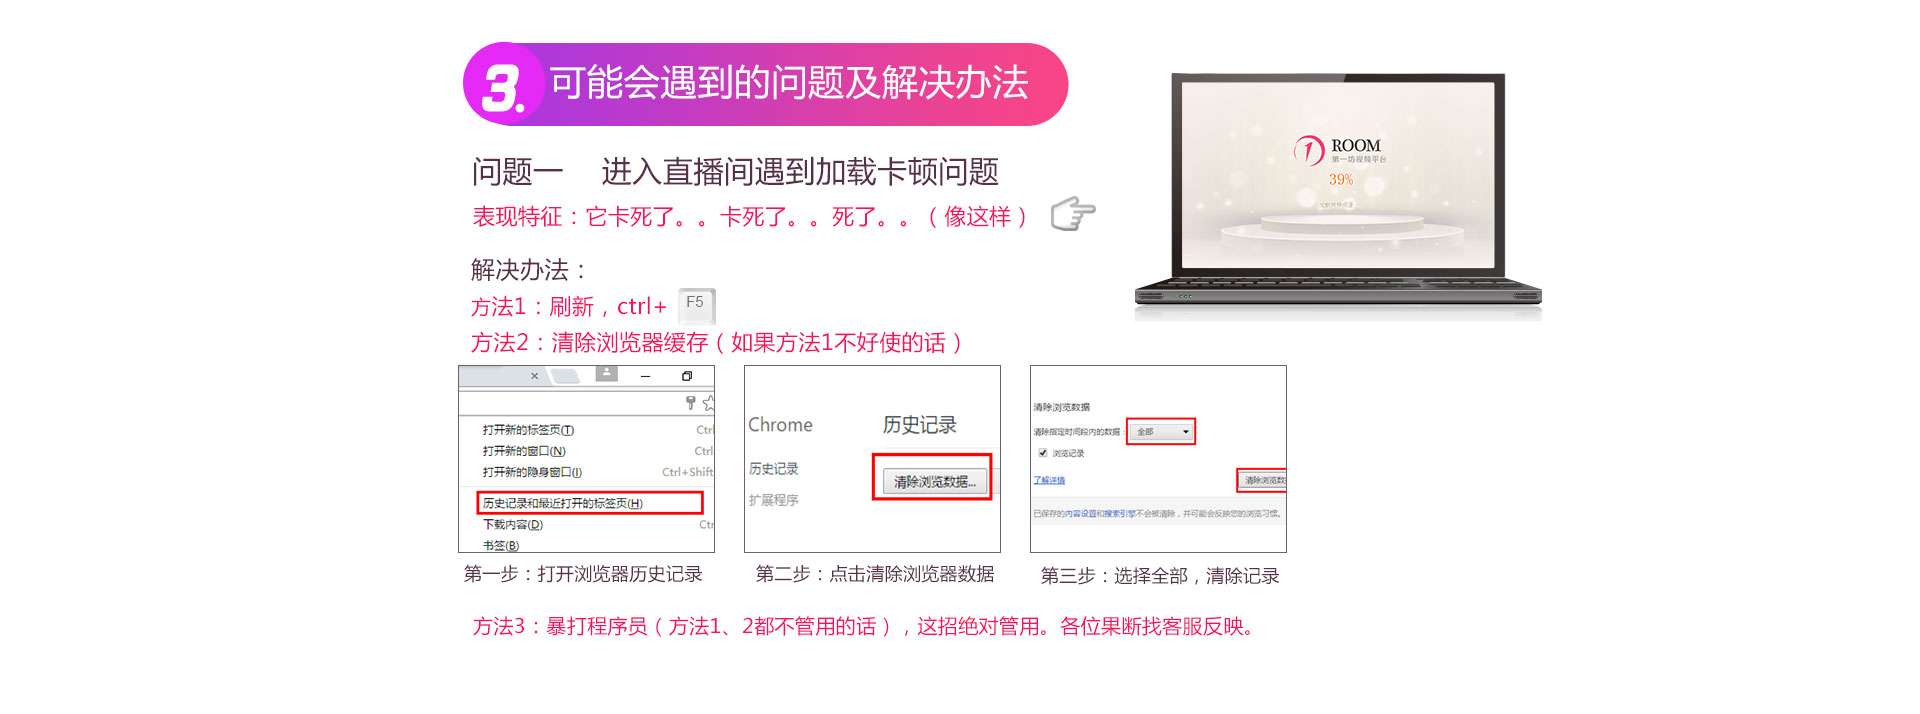 3.
可能会遇到的问题及解决办法
问题一 进入直播间遇到加载卡顿问题
表现特征：它卡死了。。卡死了。。死了。。（像这样）
1 ROOM
第一坊视频平台
39%
解决办法：
方法1：刷新，ctrl+ F5
方法2：清除浏览器缓存（如果方法1不好使的话）
打开新的标签页(T) Ctrl
打开新的窗口(N) Ctrl
打开新的隐身窗口(I) Ctrl+Shift
历史记录和最近打开的标签页(H)
下载内容(D) Ctr
书签(B)
Chrome
历史记录
历史记录
清除浏览数据...
扩展程序
清除浏览数据
清除指定时间段内的数据： 全部
浏览记录
了解详情
清除浏览数
已保存的内容设置和搜索引擎不会被清除，并可能会反映您的浏览习惯。
第一步：打开浏览器历史记录
第二步：点击清除浏览器数据
第三步：选择全部，清除记录
方法3：暴打程序员（方法1、2都不管用的话），这招绝对管用。各位果断找客服反映。